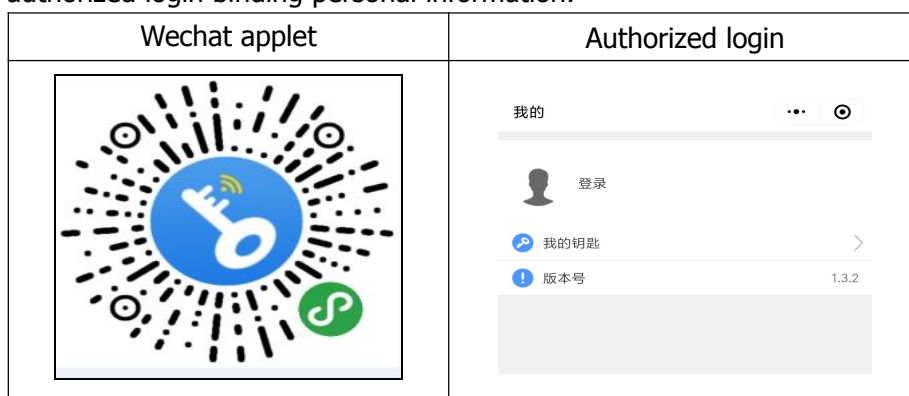 authorized login binding personal information.
Wechat applet
Authorized login
我的
登录
我的钥匙
版本号 1.3.2